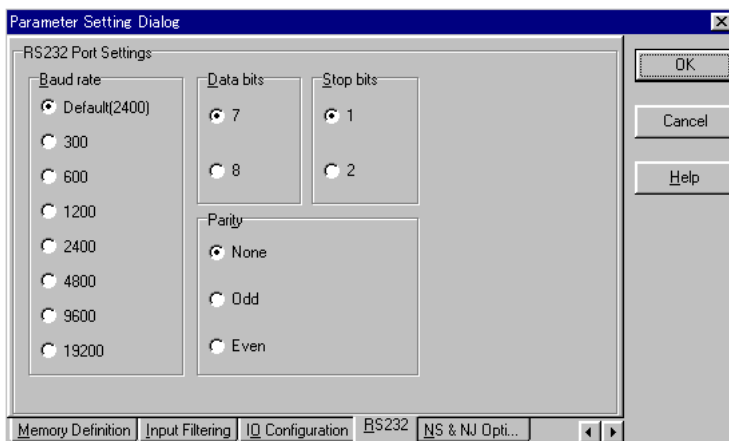 Parameter Setting Dialog
RS232 Port Settings
Baud rate
Default(2400)
300
600
1200
2400
4800
9600
19200
Data bits
7
8
Stop bits
1
2
Parity
None
Odd
Even
OK
Cancel
Help
Memory Definition
Input Filtering
IO Configuration
RS232
NS & NJ Opti...